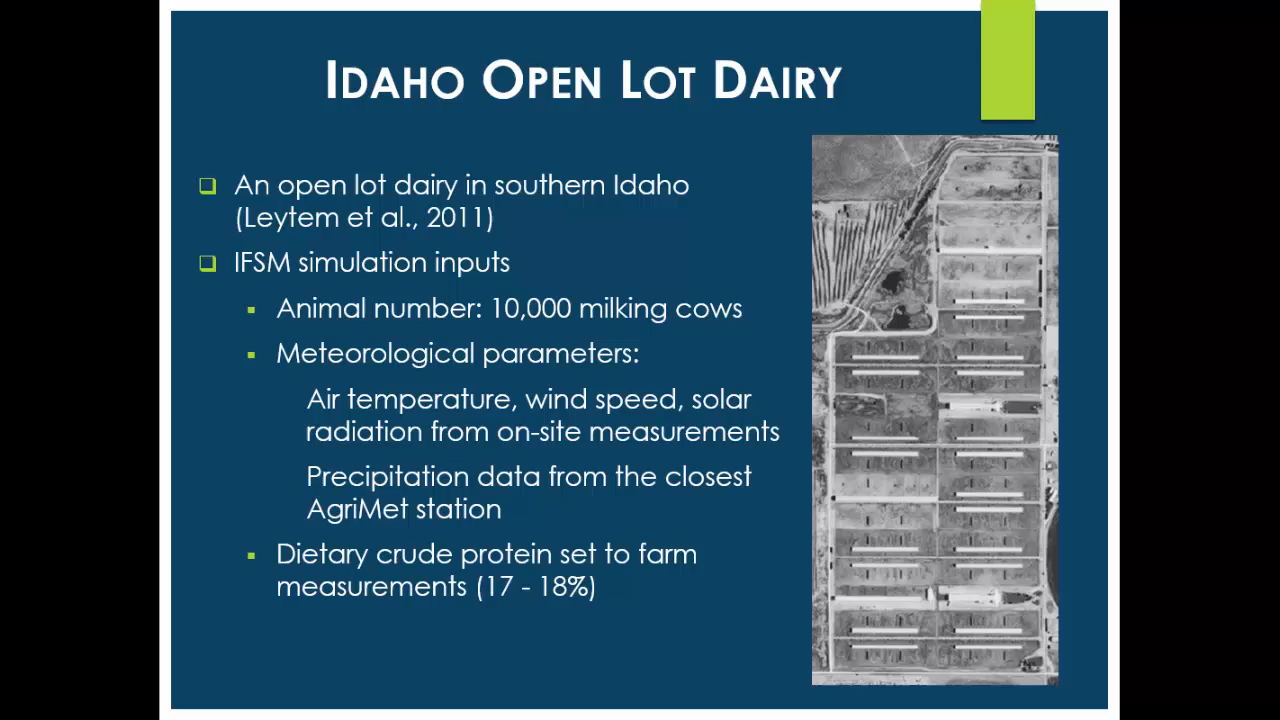 IDAHO OPEN LOT DAIRY
An open lot dairy in southern Idaho
(Leytem et al., 2011)
IFSM simulation inputs
Animal number: 10,000 milking cows
Meteorological parameters:
Air temperature, wind speed, solar
radiation from on-site measurements
Precipitation data from the closest
AgriMet station
Dietary crude protein set to farm
measurements (17 - 18%)